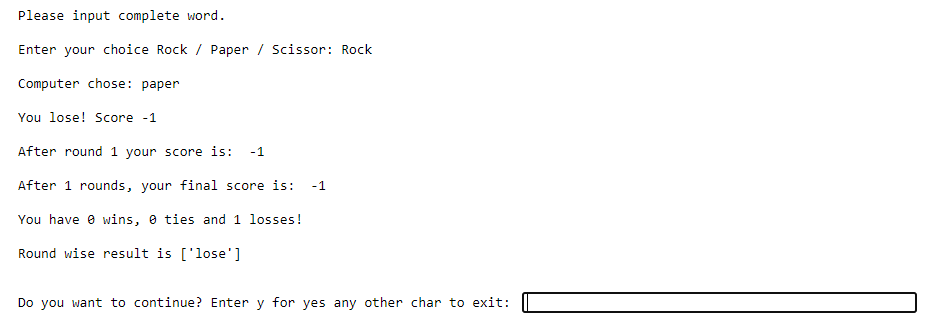 Please input complete word.
Enter your choice Rock / Paper / Scissor: Rock
Computer chose: paper
You lose! Score -1
After round 1 your score is:  -1
After 1 rounds, your final score is:  -1
You have 0 wins, 0 ties and 1 losses!
Round wise result is ['lose']
Do you want to continue? Enter y for yes any other char to exit: